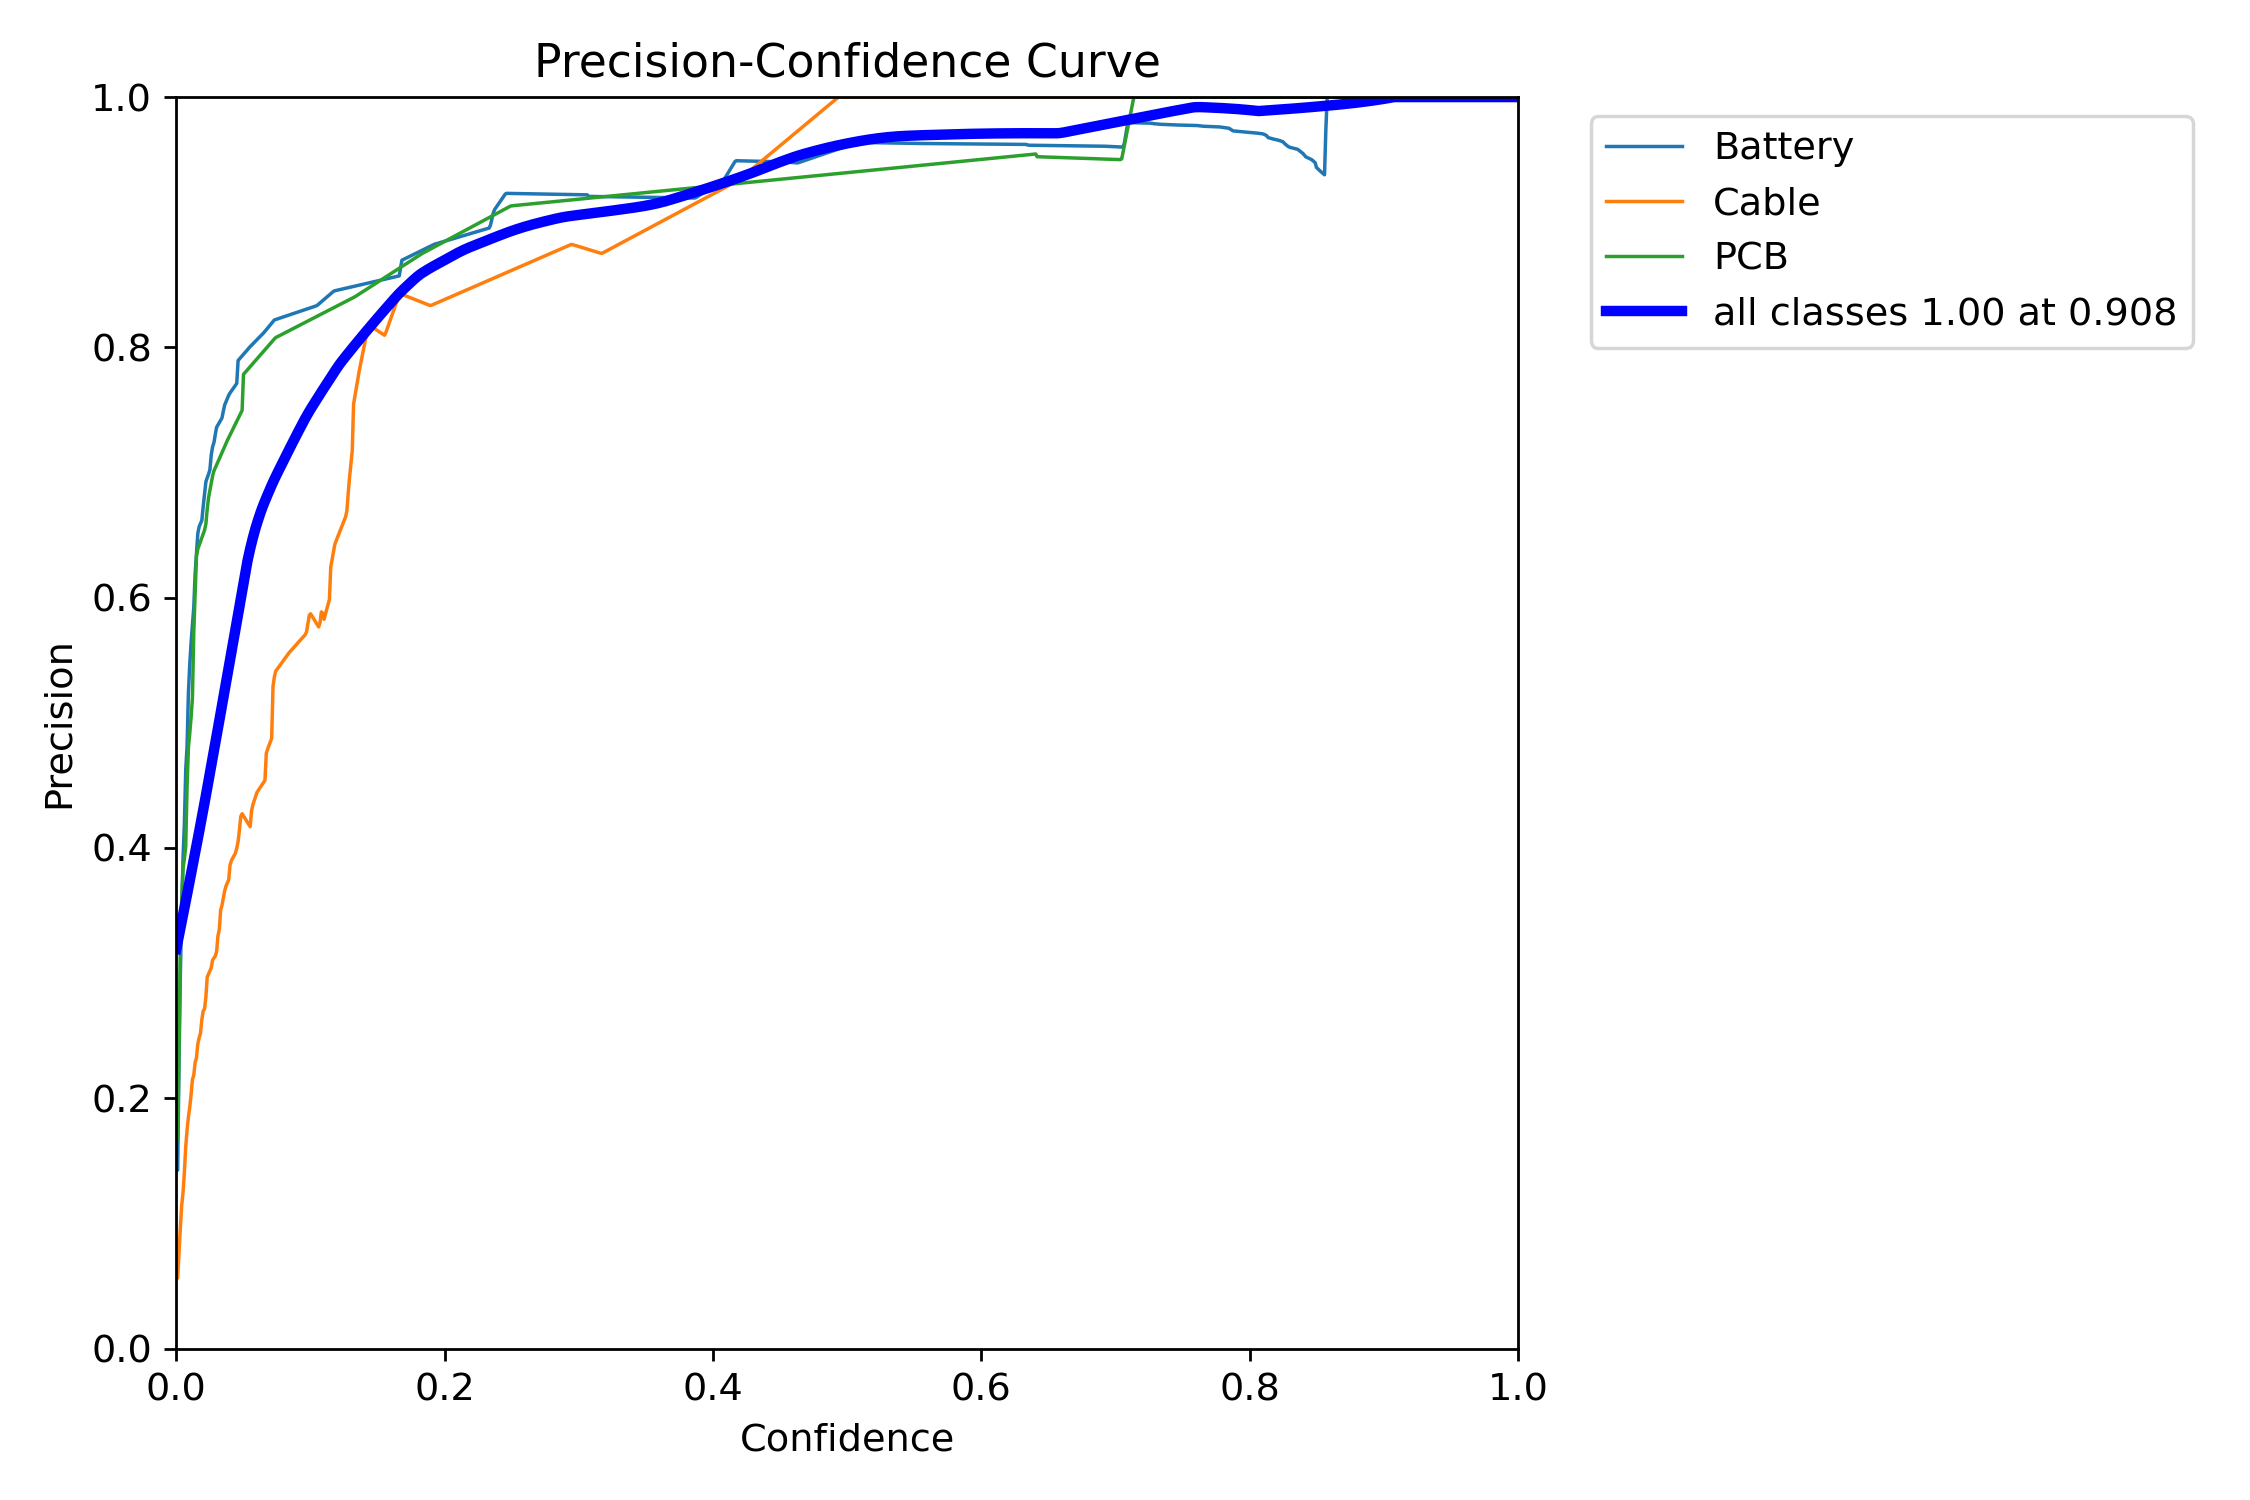 Precision-Confidence Curve
1.0
0.8
0.6
0.4
0.2
0.0
Precision
0.0 0.2 0.4 0.6 0.8 1.0
Confidence
Battery
Cable
PCB
all classes 1.00 at 0.908